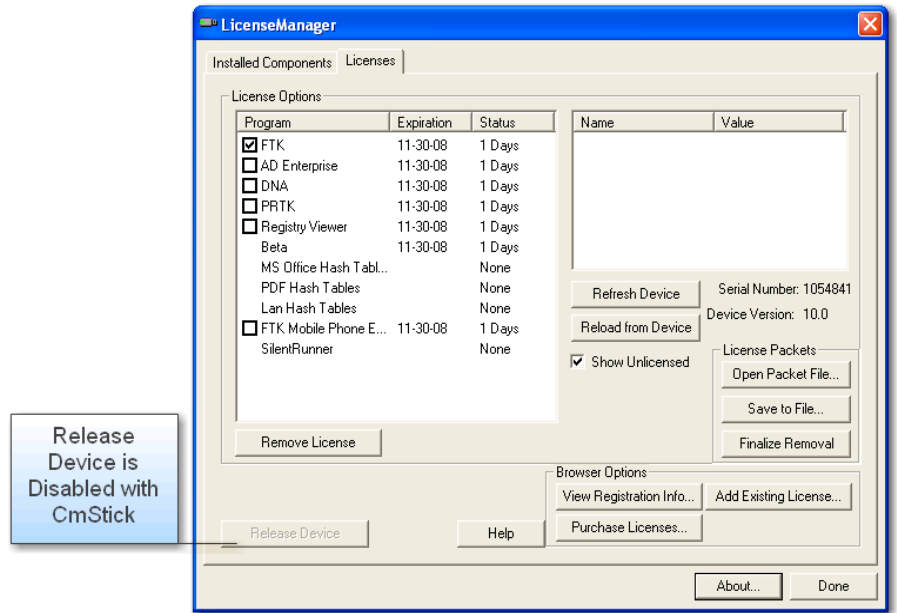 LicenseManager
Installed Components Licenses
License Options
Program Expiration Status
FTK 11-30-08 1 Days
AD Enterprise 11-30-08 1 Days
DNA 11-30-08 1 Days
PRTK 11-30-08 1 Days
Registry Viewer 11-30-08 1 Days
Beta 11-30-08 1 Days
MS Office Hash Tabl... None
PDF Hash Tables None
Lan Hash Tables None
FTK Mobile Phone E... 11-30-08 1 Days
SilentRunner None
Remove License
Name Value
Refresh Device
Serial Number: 1054841
Device Version: 10.0
Reload from Device
Show Unlicensed
License Packets
Open Packet File...
Save to File...
Finalize Removal
Browser Options
View Registration Info... Add Existing License...
Purchase Licenses...
Release Device
Help
About... Done
Release
Device is
Disabled with
CmStick